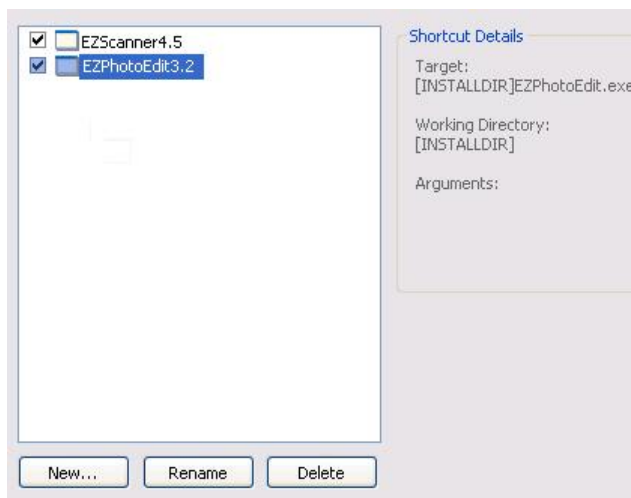 EZScanner4.5
EZPhotoEdit3.2
Shortcut Details
Target:
[INSTALLDIR]EZPhotoEdit.exe
Working Directory:
[INSTALLDIR]
Arguments:
New... Rename Delete